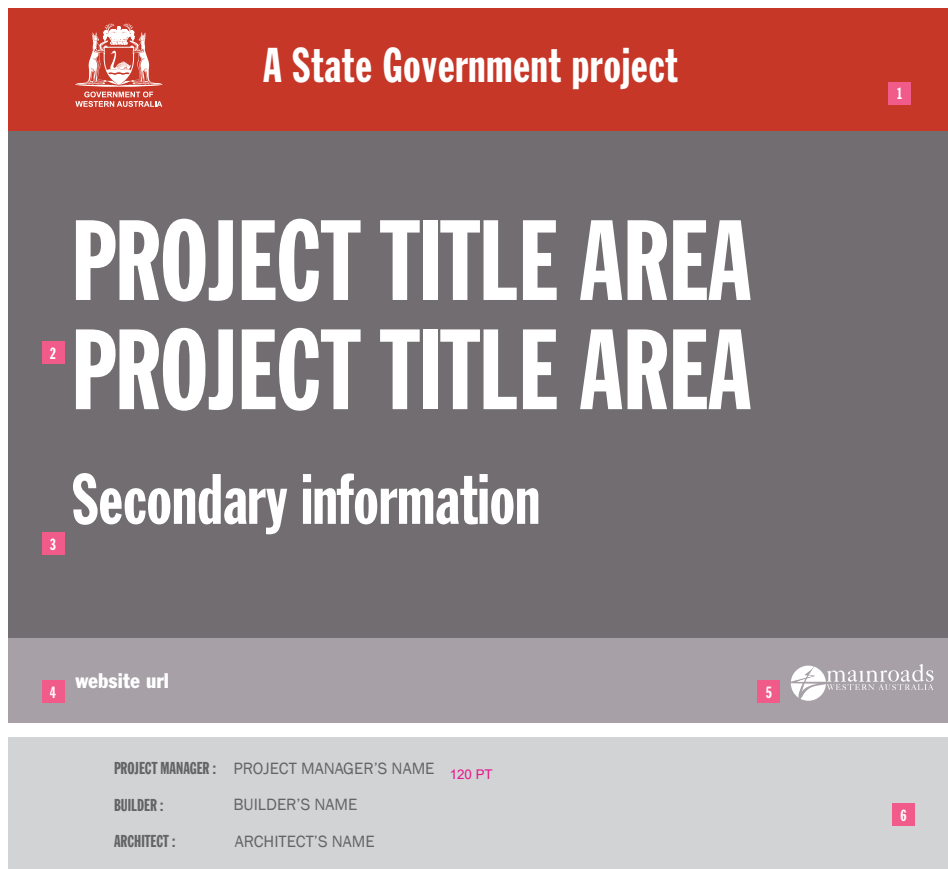 GOVERNMENT OF
WESTERN AUSTRALIA
A State Government project
1
PROJECT TITLE AREA
2
PROJECT TITLE AREA
Secondary information
3
4
website url
5
mainroads
WESTERN AUSTRALIA
PROJECT MANAGER : PROJECT MANAGER'S NAME 120 PT
BUILDER : BUILDER'S NAME
6
ARCHITECT : ARCHITECT'S NAME